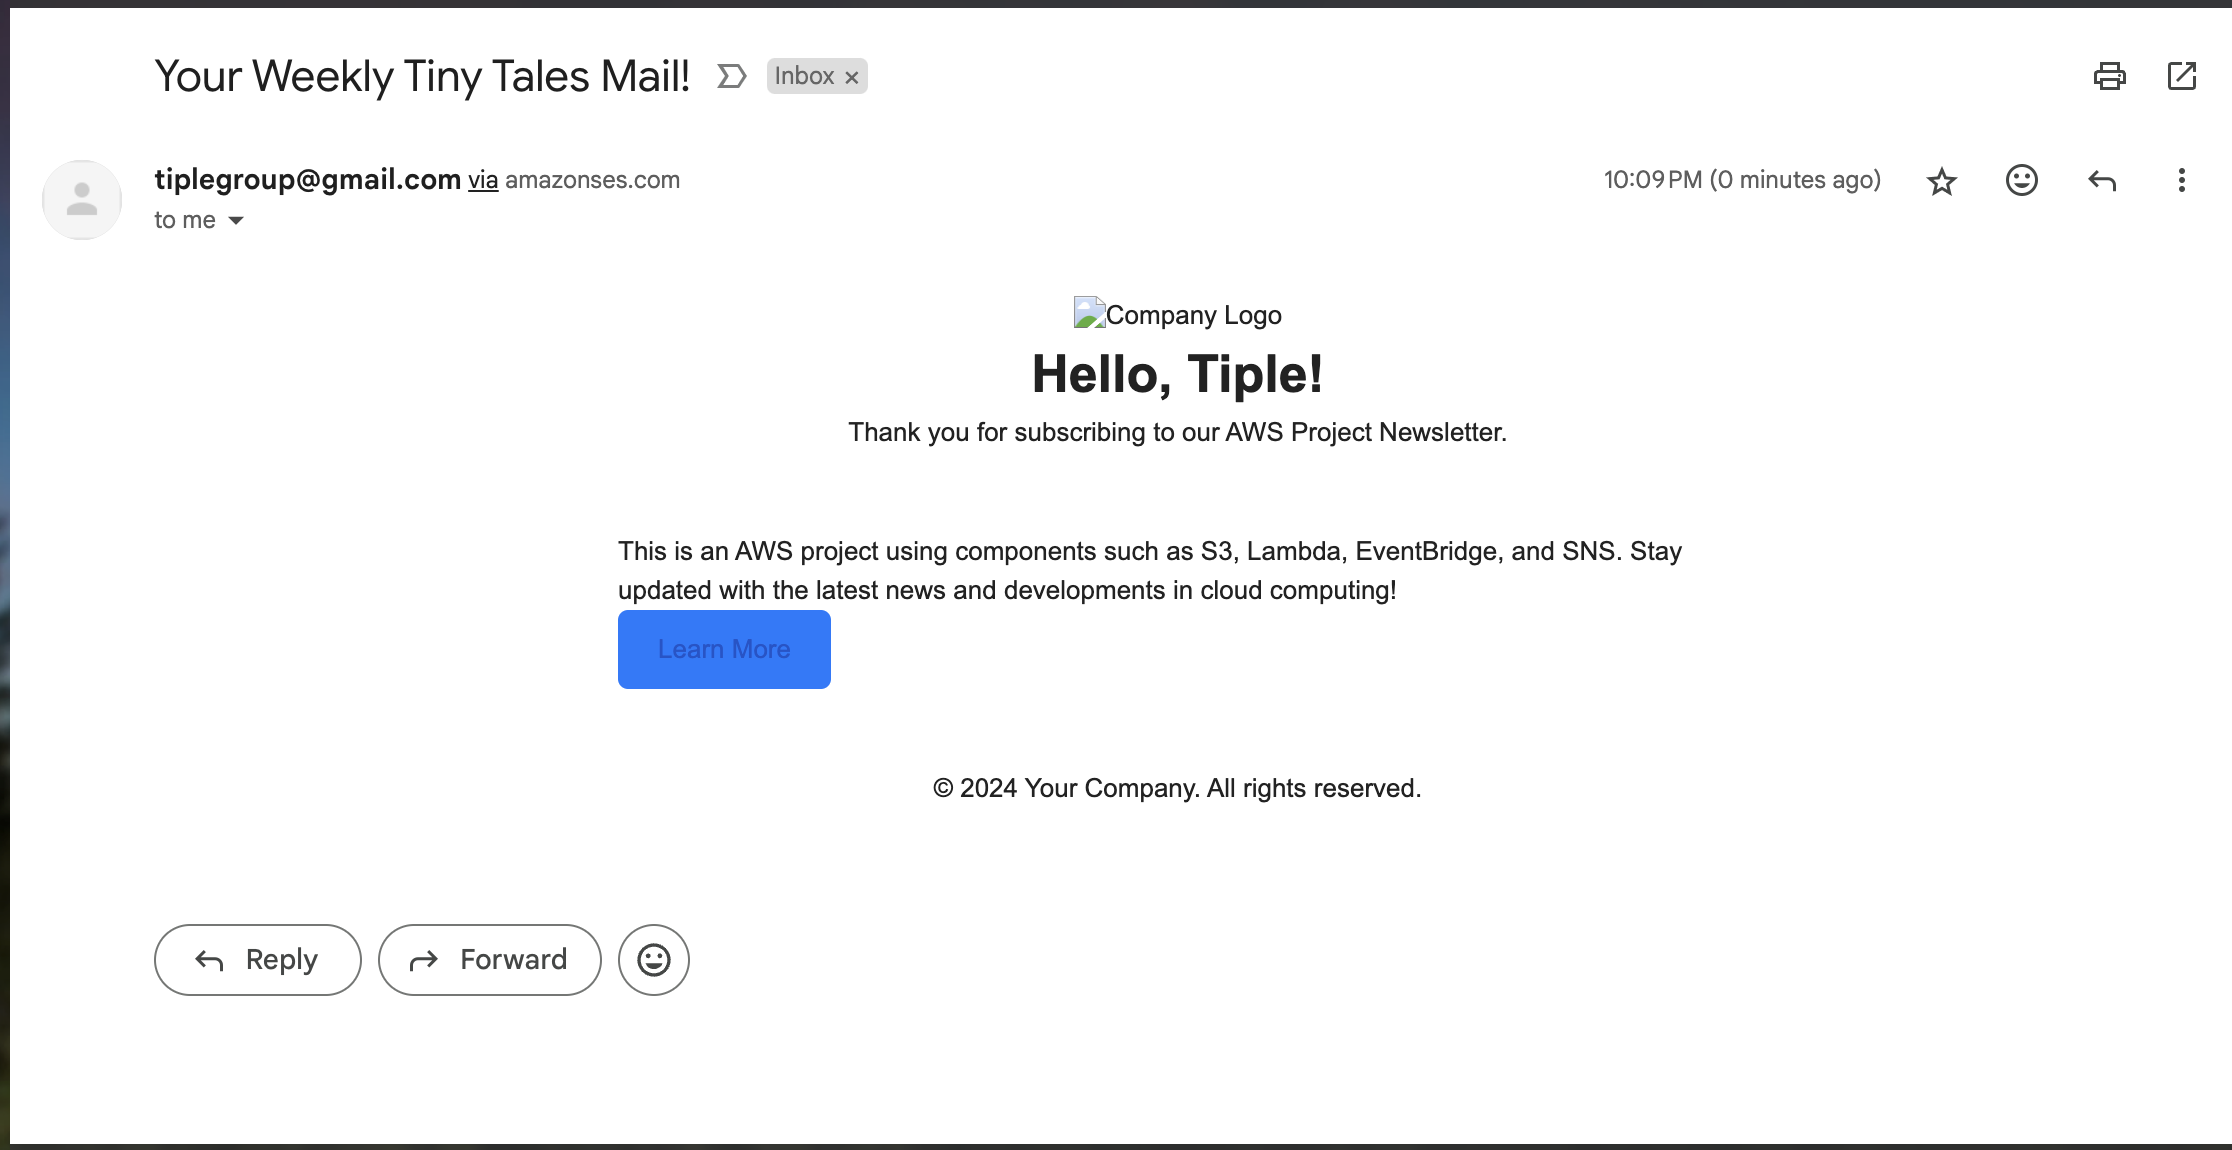 Your Weekly Tiny Tales Mail! Inbox ×
tiplegroup@gmail.com via amazonses.com 10:09 PM (0 minutes ago)
to me
Company Logo
Hello, Tiple!
Thank you for subscribing to our AWS Project Newsletter.
This is an AWS project using components such as S3, Lambda, EventBridge, and SNS. Stay
updated with the latest news and developments in cloud computing!
Learn More
© 2024 Your Company. All rights reserved.
Reply Forward